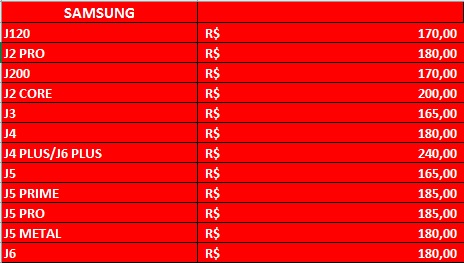 SAMSUNG
J120 R$ 170,00
J2 PRO R$ 180,00
J200 R$ 170,00
J2 CORE R$ 200,00
J3 R$ 165,00
J4 R$ 180,00
J4 PLUS/J6 PLUS R$ 240,00
J5 R$ 165,00
J5 PRIME R$ 185,00
J5 PRO R$ 185,00
J5 METAL R$ 180,00
J6 R$ 180,00